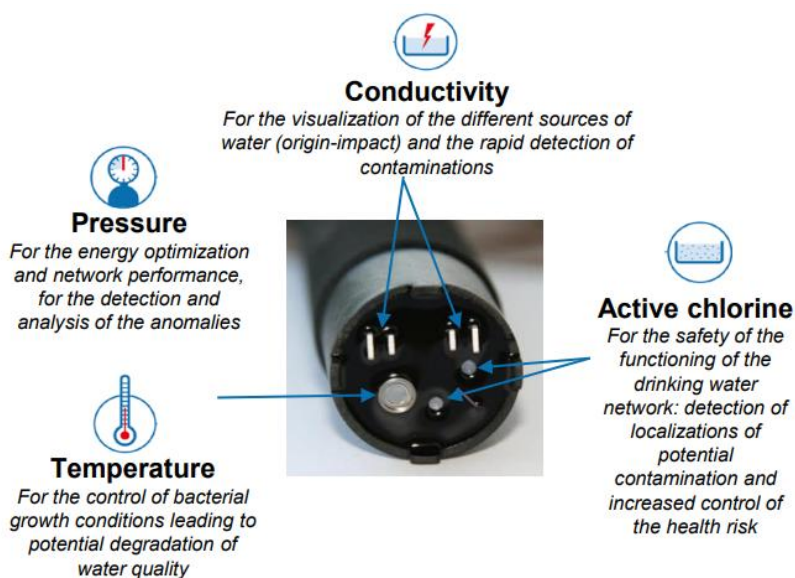 Conductivity
For the visualization of the different sources of
water (origin-impact) and the rapid detection of
contaminations
Pressure
For the energy optimization
and network performance,
for the detection and
analysis of the anomalies
Active chlorine
For the safety of the
functioning of the
drinking water
network: detection of
localizations of
potential
contamination and
increased control of
the health risk
Temperature
For the control of bacterial
growth conditions leading to
potential degradation of
water quality